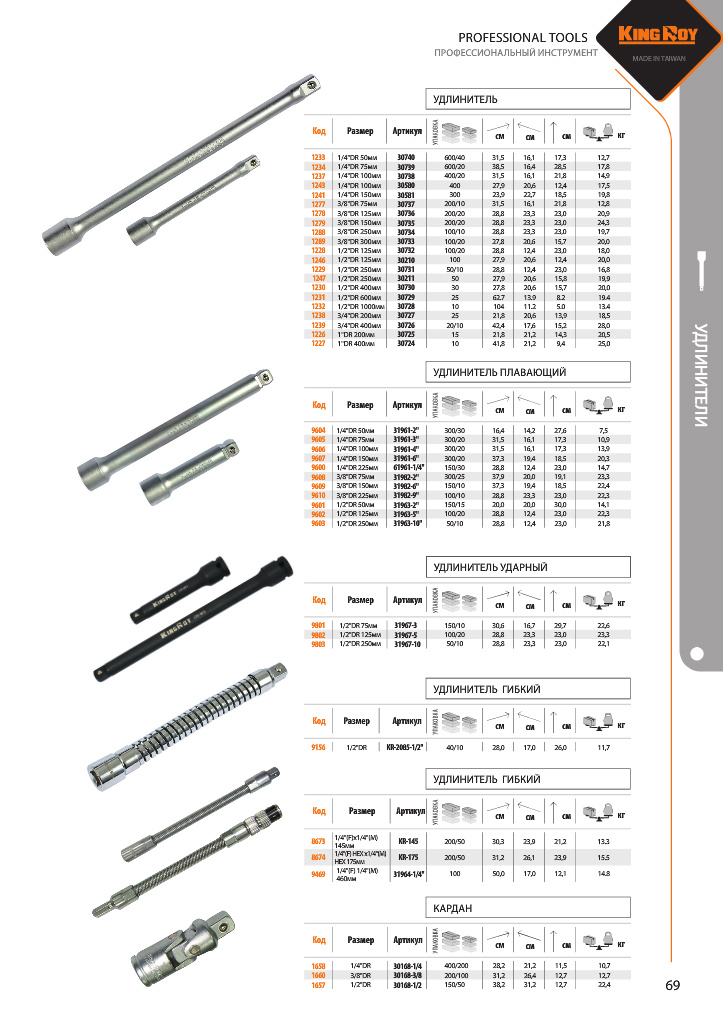 PROFESSIONAL TOOLS
ПРОФЕССИОНАЛЬНЫЙ ИНСТРУМЕНТ
KING ROY
MADE IN TAIWAN
УДЛИНИТЕЛЬ
Код Размер Артикул УПАКОВКА СМ СМ СМ КГ
1233 1/4"DR 50мм 30740 600/40 31,5 16,1 17,3 12,7
1234 1/4"DR 75мм 30739 600/20 38,5 16,4 28,5 17,8
1237 1/4"DR 100мм 30738 400/20 31,5 16,1 21,8 14,9
1243 1/4"DR 100мм 30580 400 27,9 20,6 12,4 17,5
1241 1/4"DR 150мм 30581 300 23,9 22,7 18,5 19,8
1277 3/8"DR 75мм 30737 200/10 31,5 16,1 21,8 12,8
1278 3/8"DR 125мм 30736 200/20 28,8 23,3 23,0 20,9
1279 3/8"DR 150мм 30735 200/20 28,8 23,3 23,0 24,3
1288 3/8"DR 250мм 30734 100/10 28,8 23,3 23,0 19,7
1289 3/8"DR 300мм 30733 100/20 27,8 20,6 15,7 20,0
1228 1/2"DR 125мм 30732 100/20 28,8 12,4 23,0 18,0
1246 1/2"DR 125мм 30210 100 27,9 20,6 12,4 20,0
1229 1/2"DR 250мм 30731 50/10 28,8 12,4 23,0 16,8
1247 1/2"DR 250мм 30211 50 27,9 20,6 15,8 19,9
1230 1/2"DR 400мм 30730 30 27,8 20,6 15,7 20,0
1231 1/2"DR 600мм 30729 25 62.7 13.9 8.2 19.4
1232 1/2"DR 1000мм 30728 10 104 11.2 5.0 13.4
1238 3/4"DR 200мм 30727 25 21,8 20,6 13,9 18,5
1239 3/4"DR 400мм 30726 20/10 42,4 17,6 15,2 28,0
1226 1"DR 200мм 30725 15 21,8 21,2 14,3 20,5
1227 1"DR 400мм 30724 10 41,8 21,2 9,4 25,0
УДЛИНИТЕЛЬ ПЛАВАЮЩИЙ
Код Размер Артикул УПАКОВКА СМ СМ СМ КГ
9604 1/4"DR 50мм 31961-2" 300/30 16,4 14,2 27,6 7,5
9605 1/4"DR 75мм 31961-3" 300/20 31,5 16,1 17,3 10,9
9606 1/4"DR 100мм 31961-4" 300/20 31,5 16,1 17,3 13,9
9607 1/4"DR 150мм 31961-6" 300/20 37,3 19,4 18,5 20,3
9600 1/4"DR 225мм 61961-1/4" 150/30 28,8 12,4 23,0 14,7
9608 3/8"DR 75мм 31982-2" 300/25 37,9 20,0 19,1 23,3
9609 3/8"DR 150мм 31982-6" 150/10 37,3 19,4 18,5 22,4
9610 3/8"DR 225мм 31982-9" 100/10 28,8 23,3 23,0 22,3
9601 1/2"DR 50мм 31963-2" 150/15 20,0 20,0 30,0 14,1
9602 1/2"DR 125мм 31963-5" 100/20 28,8 12,4 23,0 22,3
9603 1/2"DR 250мм 31963-10" 50/10 28,8 12,4 23,0 21,8
УДЛИНИТЕЛЬ УДАРНЫЙ
Код Размер Артикул УПАКОВКА СМ СМ СМ КГ
9801 1/2"DR 75мм 31967-3 150/10 30,6 16,7 29,7 22,6
9802 1/2"DR 125мм 31967-5 100/20 28,8 23,3 23,0 23,3
9803 1/2"DR 250мм 31967-10 50/10 28,8 23,3 23,0 22,1
KING ROY
KING ROY
УДЛИНИТЕЛЬ ГИБКИЙ
Код Размер Артикул УПАКОВКА СМ СМ СМ КГ
9156 1/2"DR KR-2085-1/2" 40/10 28,0 17,0 26,0 11,7
УДЛИНИТЕЛЬ ГИБКИЙ
Код Размер Артикул УПАКОВКА СМ СМ СМ КГ
8673 1/4"(F)x1/4"(M) 145мм KR-145 200/50 30,3 23,9 21,2 13.3
8674 1/4"(F) HEX x1/4"(M) HEX 175мм KR-175 200/50 31,2 26,1 23,9 15.5
9469 1/4"(F) 1/4"(M) 460мм 31964-1/4" 100 50,0 17,0 12,1 14.8
КАРДАН
Код Размер Артикул УПАКОВКА СМ СМ СМ КГ
1658 1/4"DR 30168-1/4 400/200 28,2 21,2 11,5 10,7
1660 3/8"DR 30168-3/8 200/100 31,2 26,4 12,7 12,7
1657 1/2"DR 30168-1/2 150/50 38,2 31,2 12,7 22,4
УДЛИНИТЕЛИ
69